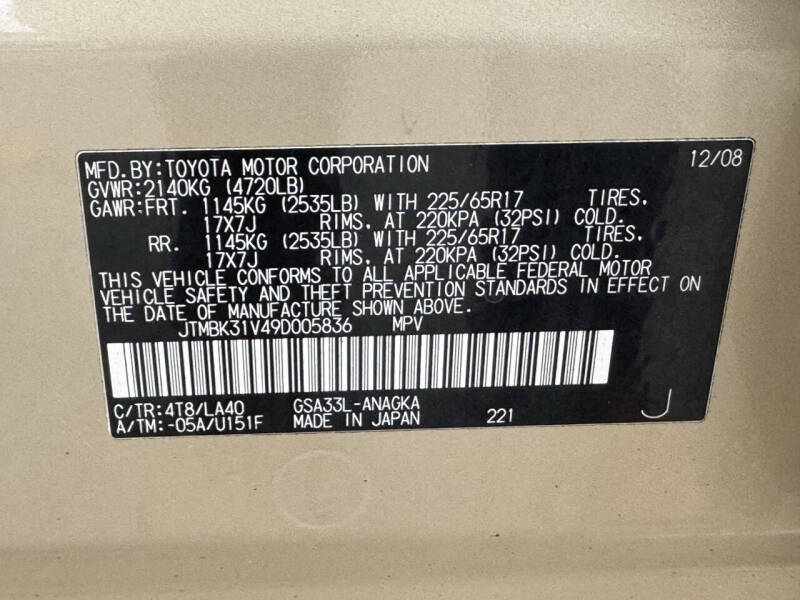 MFD.BY:TOYOTA MOTOR CORPORATION 12/08
GVWR:2140KG (4720LB)
GAWR:FRT. 1145KG (2535LB) WITH 225/65R17 TIRES.
17X7J RIMS. AT 220KPA (32PSI) COLD.
RR. 1145KG (2535LB) WITH 225/65R17 TIRES.
17X7J RIMS. AT 220KPA (32PSI) COLD.
THIS VEHICLE CONFORMS TO ALL APPLICABLE FEDERAL MOTOR
VEHICLE SAFETY AND THEFT PREVENTION STANDARDS IN EFFECT ON
THE DATE OF MANUFACTURE SHOWN ABOVE.
JTMBK31V49D005836 MPV
C/TR:4T8/LA40 GSA33L-ANAGKA
A/TM:-05A/U151F MADE IN JAPAN 221 J